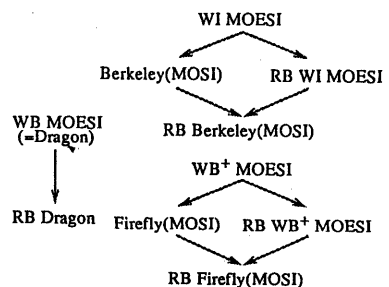 WI MOESI
Berkeley(MOSI) RB WI MOESI
RB Berkeley(MOSI)
WB MOESI
(=Dragon)
RB Dragon
WB⁺ MOESI
Firefly(MOSI) RB WB⁺ MOESI
RB Firefly(MOSI)